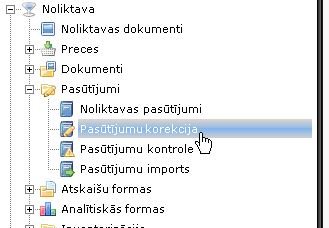 Noliktava
Noliktavas dokumenti
Preces
Dokumenti
Pasūtījumi
Noliktavas pasūtījumi
Pasūtījumu korekcija
Pasūtījumu kontrole
Pasūtījumu imports
Atskaišu formas
Analītiskās formas